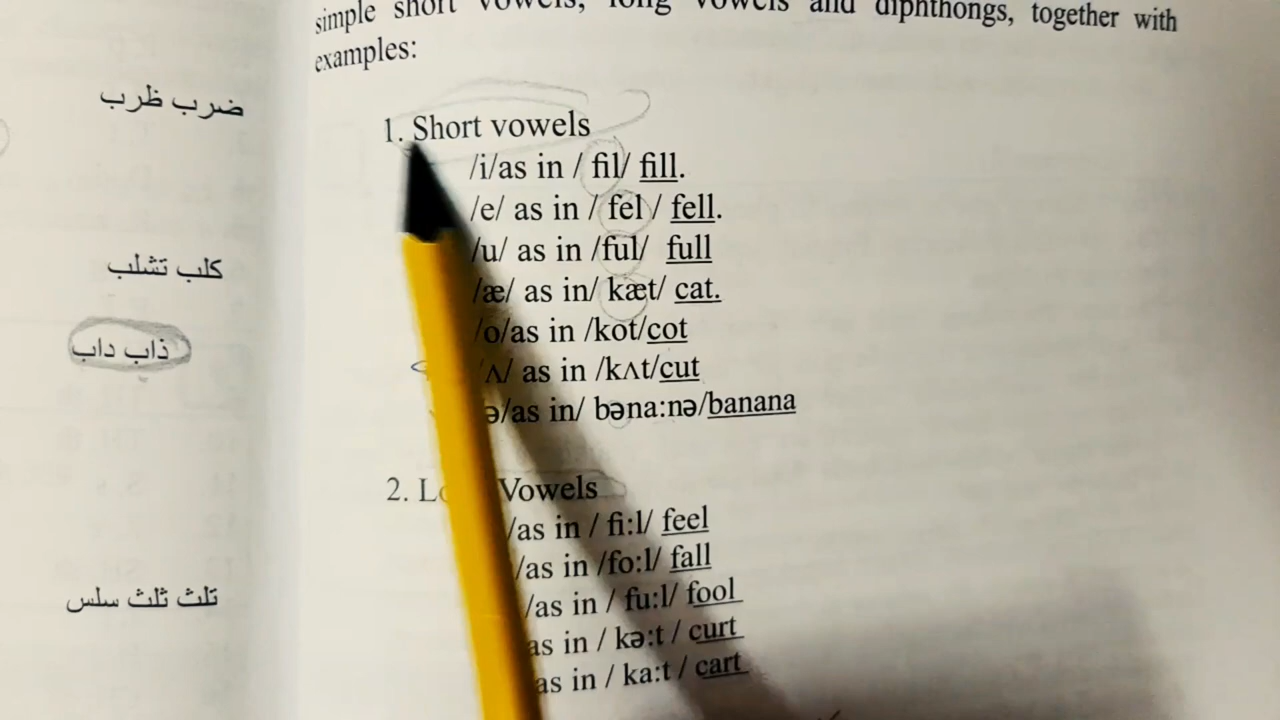 simple short vowels, long vowels and diphthongs, together with
examples:
1. Short vowels
/i/as in / fil/ fill.
/e/ as in / fel / fell.
/u/ as in /ful/ full
/æ/ as in/ kæt/ cat.
/o/as in /kot/cot
ʌ/ as in /kʌt/cut
ə/as in/ bəna:nə/banana
2. Vowels
/as in / fi:l/ feel
/as in /fo:l/ fall
/as in / fu:l/ fool
as in / kə:t / curt
as in / ka:t / cart
ضرب ظرب
كلب تشلب
ذاب داب
تلث ثلث سلس